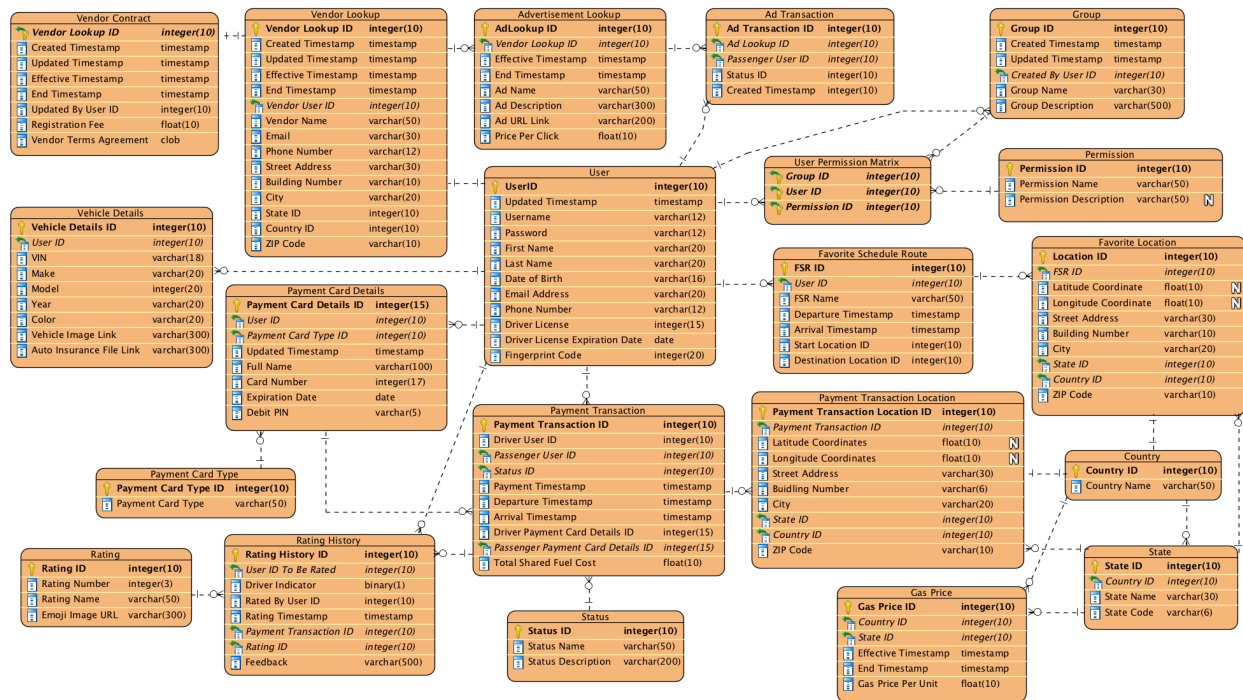 Vendor Contract
Vendor Lookup ID integer(10)
Created Timestamp timestamp
Updated Timestamp timestamp
Effective Timestamp timestamp
End Timestamp timestamp
Updated By User ID integer(10)
Registration Fee float(10)
Vendor Terms Agreement clob
Vendor Lookup
Vendor Lookup ID integer(10)
Created Timestamp timestamp
Updated Timestamp timestamp
Effective Timestamp timestamp
End Timestamp timestamp
Vendor User ID integer(10)
Vendor Name varchar(50)
Email varchar(30)
Phone Number varchar(12)
Street Address varchar(30)
Building Number varchar(10)
City varchar(20)
State ID integer(10)
Country ID integer(10)
ZIP Code varchar(10)
Advertisement Lookup
AdLookup ID integer(10)
Vendor Lookup ID integer(10)
Effective Timestamp timestamp
End Timestamp timestamp
Ad Name varchar(50)
Ad Description varchar(300)
Ad URL Link varchar(200)
Price Per Click float(10)
Ad Transaction
Ad Transaction ID integer(10)
Ad Lookup ID integer(10)
Passenger User ID integer(10)
Status ID integer(10)
Created Timestamp integer(10)
Group
Group ID integer(10)
Created Timestamp timestamp
Updated Timestamp timestamp
Created By User ID integer(10)
Group Name varchar(30)
Group Description varchar(500)
User Permission Matrix
Group ID integer(10)
User ID integer(10)
Permission ID integer(10)
Permission
Permission ID integer(10)
Permission Name varchar(50)
Permission Description varchar(50) N
User
UserID integer(10)
Updated Timestamp timestamp
Username varchar(12)
Password varchar(12)
First Name varchar(20)
Last Name varchar(20)
Date of Birth varchar(16)
Email Address varchar(20)
Phone Number varchar(12)
Driver License integer(15)
Driver License Expiration Date date
Fingerprint Code integer(20)
Vehicle Details
Vehicle Details ID integer(10)
User ID integer(10)
VIN varchar(18)
Make varchar(20)
Model integer(20)
Year varchar(20)
Color varchar(20)
Vehicle Image Link varchar(300)
Auto Insurance File Link varchar(300)
Payment Card Details
Payment Card Details ID integer(15)
User ID integer(10)
Payment Card Type ID integer(10)
Updated Timestamp timestamp
Full Name varchar(100)
Card Number integer(17)
Expiration Date date
Debit PIN varchar(5)
Favorite Schedule Route
FSR ID integer(10)
User ID integer(10)
FSR Name varchar(50)
Departure Timestamp timestamp
Arrival Timestamp timestamp
Start Location ID integer(10)
Destination Location ID integer(10)
Favorite Location
Location ID integer(10)
FSR ID integer(10)
Latitude Coordinate float(10) N
Longitude Coordinate float(10) N
Street Address varchar(30)
Building Number varchar(10)
City varchar(20)
State ID integer(10)
Country ID integer(10)
ZIP Code varchar(10)
Payment Card Type
Payment Card Type ID integer(10)
Payment Card Type varchar(50)
Payment Transaction
Payment Transaction ID integer(10)
Driver User ID integer(10)
Passenger User ID integer(10)
Status ID integer(10)
Payment Timestamp timestamp
Departure Timestamp timestamp
Arrival Timestamp timestamp
Driver Payment Card Details ID integer(15)
Passenger Payment Card Details ID integer(15)
Total Shared Fuel Cost float(10)
Payment Transaction Location
Payment Transaction Location ID integer(10)
Payment Transaction ID integer(10)
Latitude Coordinates float(10) N
Longitude Coordinates float(10) N
Street Address varchar(30)
Buidling Number varchar(6)
City varchar(20)
State ID integer(10)
Country ID integer(10)
ZIP Code varchar(10)
Country
Country ID integer(10)
Country Name varchar(50)
Rating
Rating ID integer(10)
Rating Number integer(3)
Rating Name varchar(50)
Emoji Image URL varchar(300)
Rating History
Rating History ID integer(10)
User ID To Be Rated integer(10)
Driver Indicator binary(1)
Rated By User ID integer(10)
Rating Timestamp timestamp
Payment Transaction ID integer(10)
Rating ID integer(10)
Feedback varchar(500)
Status
Status ID integer(10)
Status Name varchar(50)
Status Description varchar(200)
Gas Price
Gas Price ID integer(10)
Country ID integer(10)
State ID integer(10)
Effective Timestamp timestamp
End Timestamp timestamp
Gas Price Per Unit float(10)
State
State ID integer(10)
Country ID integer(10)
State Name varchar(30)
State Code varchar(6)